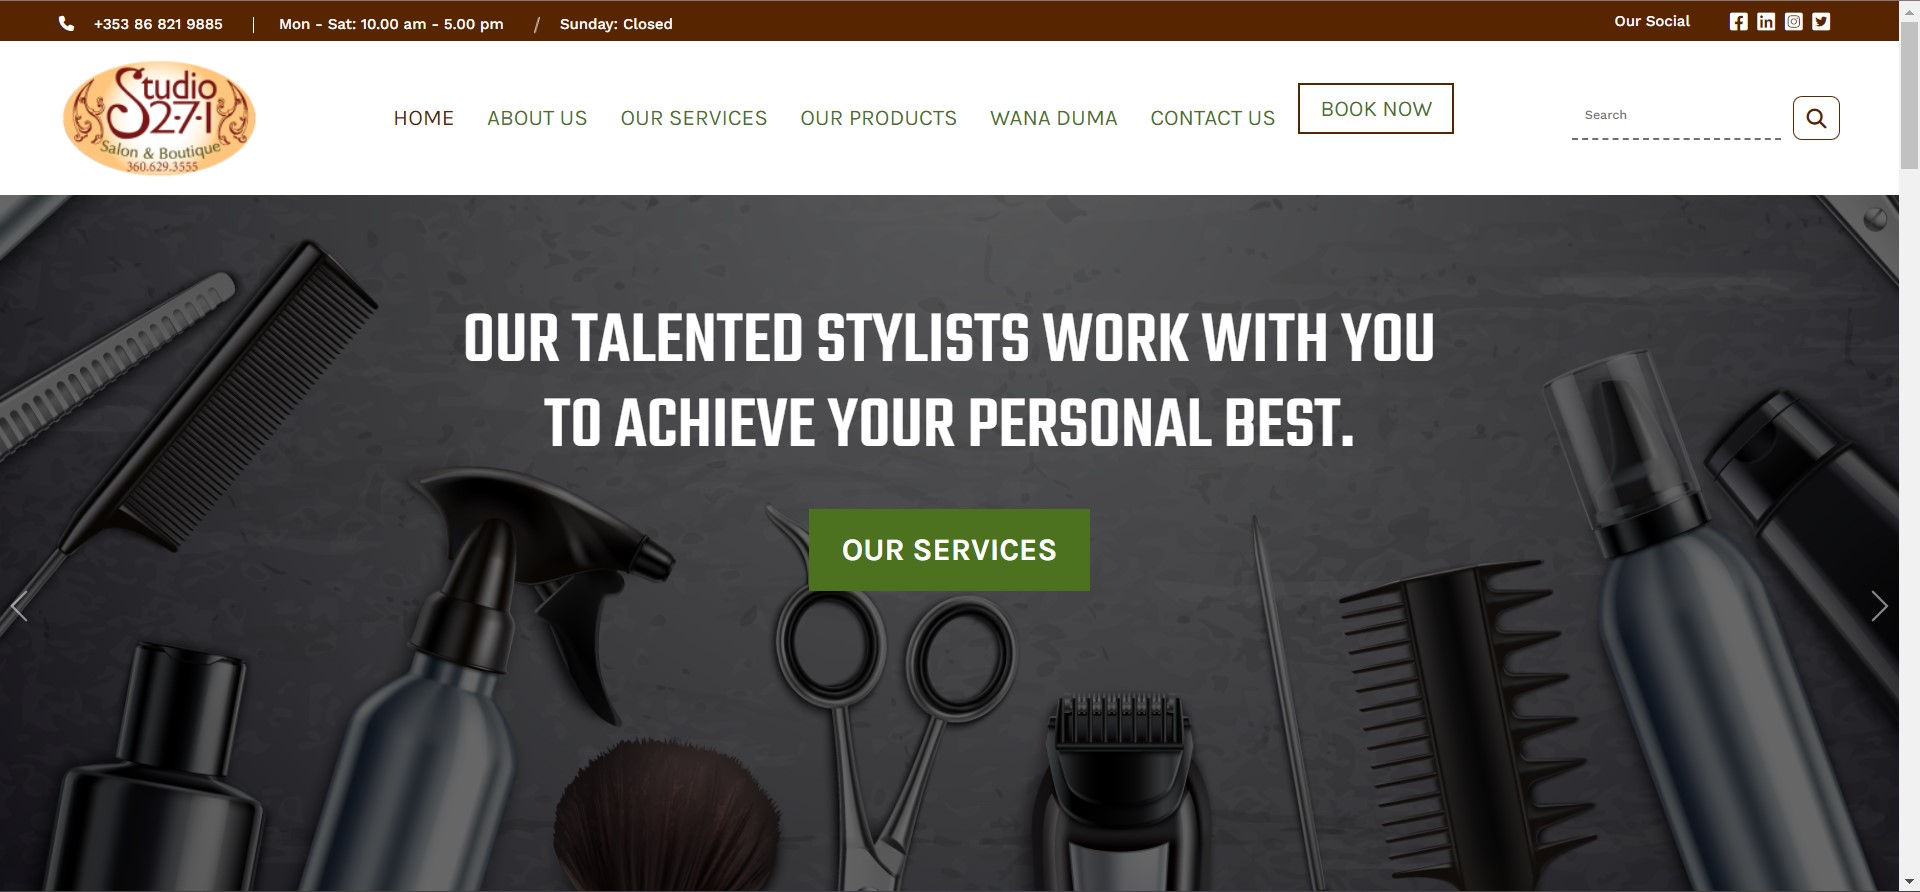 +353 86 821 9885 | Mon - Sat: 10.00 am - 5.00 pm / Sunday: Closed
Our Social
Studio
2-7-1
Salon & Boutique
360.629.3555
HOME ABOUT US OUR SERVICES OUR PRODUCTS WANA DUMA CONTACT US BOOK NOW
Search
OUR TALENTED STYLISTS WORK WITH YOU
TO ACHIEVE YOUR PERSONAL BEST.
OUR SERVICES